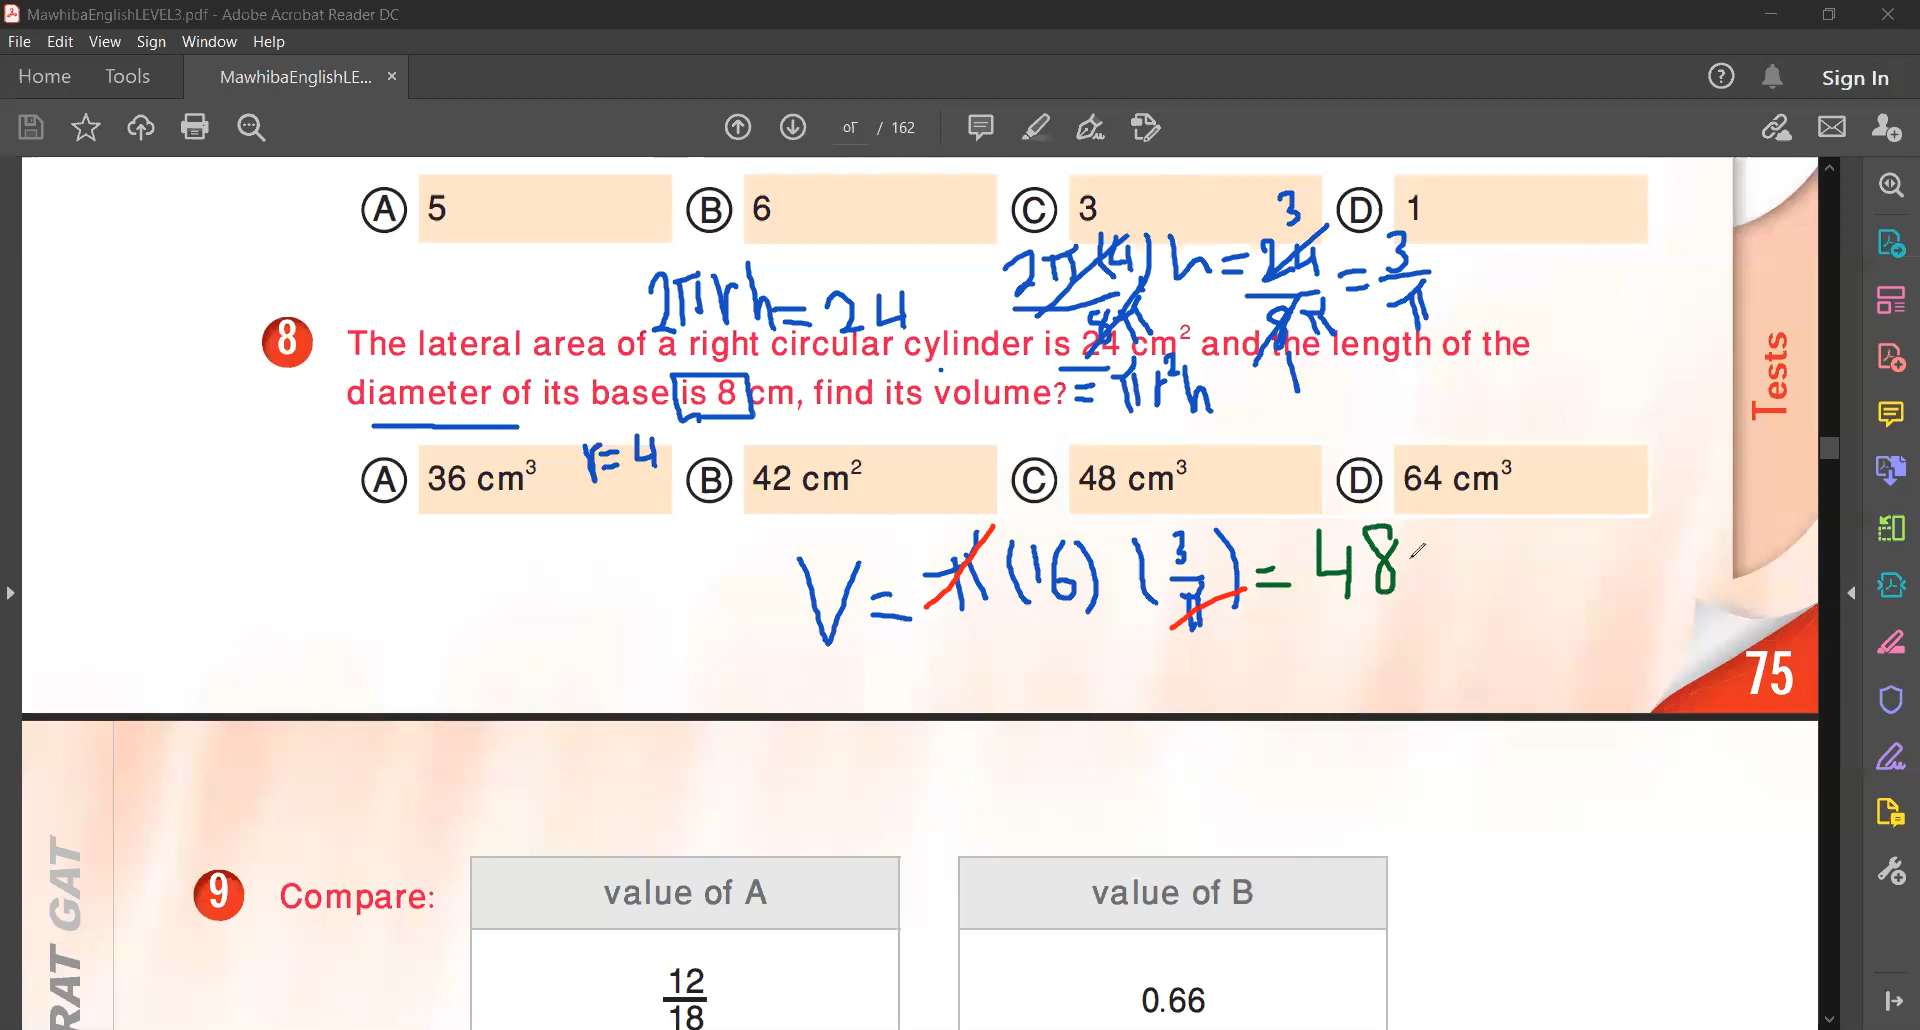 MawhibaEnglishLEVEL3.pdf - Adobe Acrobat Reader DC
File Edit View Sign Window Help
Home Tools MawhibaEnglishLE... × Sign In
٥٢ / 162
A 5 B 6 C 3 D 1
2πrh = 24
2π(4)h = 24 = 3
8π 8π π
3
1
8 The lateral area of a right circular cylinder is 24 cm² and the length of the
diameter of its base is 8 cm, find its volume? = πr²h
r = 4
A 36 cm³ B 42 cm² C 48 cm³ D 64 cm³
V = π (16) (3/π) = 48
Tests
75
9 Compare:
value of A value of B
12/18 0.66
RAT GAT